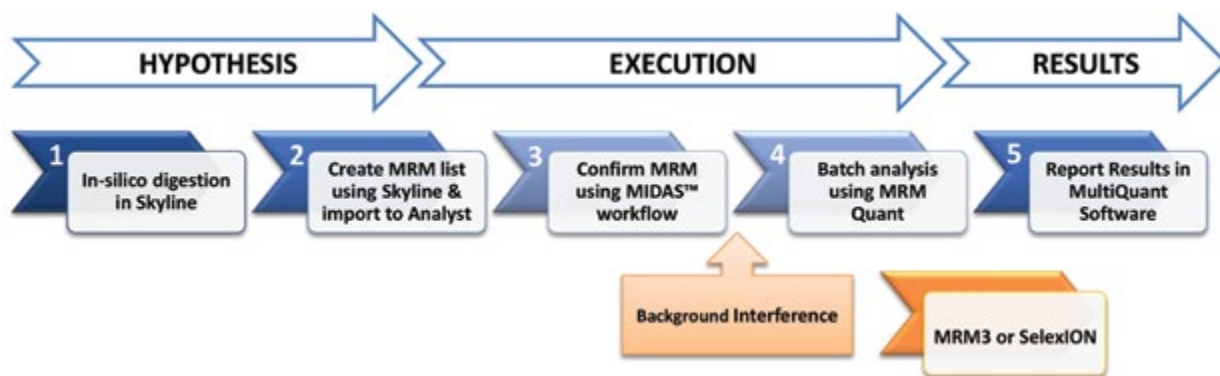 HYPOTHESIS
EXECUTION
RESULTS
1
In-silico digestion
in Skyline
2
Create MRM list
using Skyline &
import to Analyst
3
Confirm MRM
using MIDAS™
workflow
4
Batch analysis
using MRM
Quant
5
Report Results in
MultiQuant
Software
Background Interference
MRM3 or SelexION